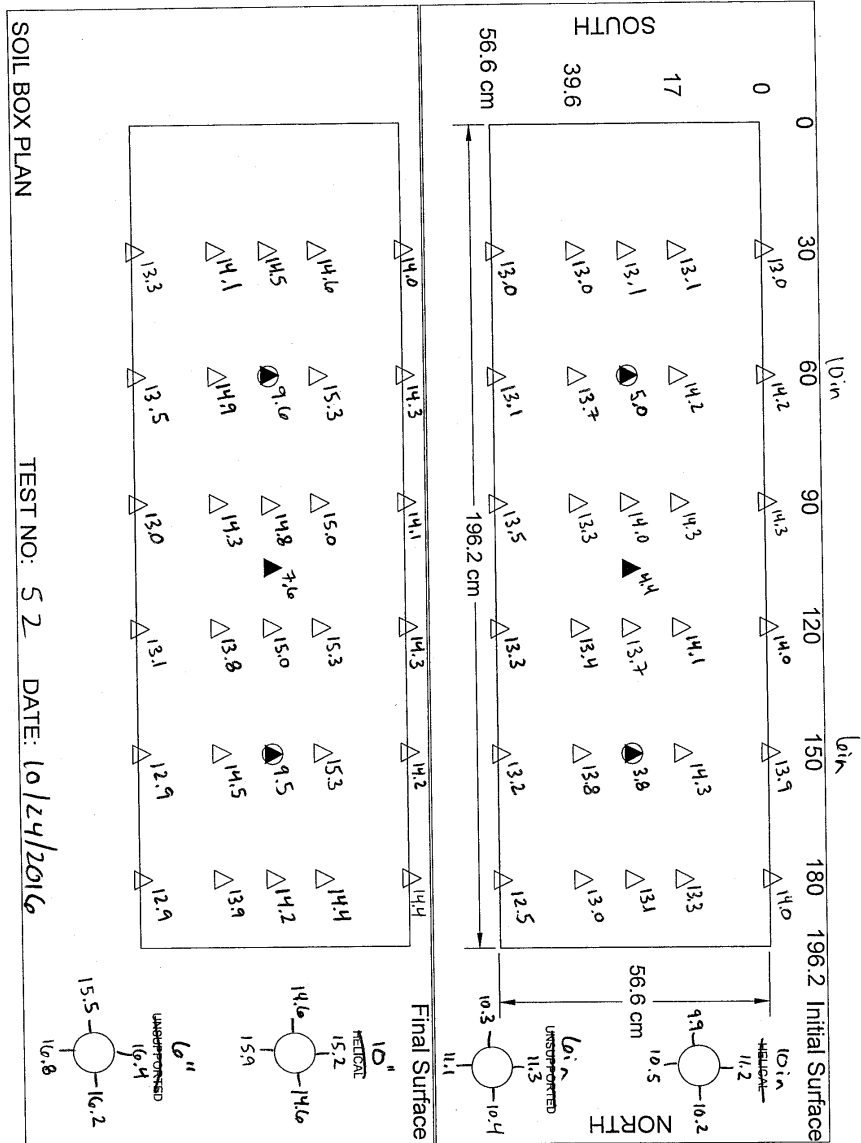 10in 6in
0 30 60 90 120 150 180 196.2 Initial Surface
0 13.0 14.2 14.3 14.0 13.9 14.0
17 13.1 14.2 14.3 14.1 14.3 13.3
13.1 5.0 14.0 4.4 13.7 3.8 13.1
39.6 13.0 13.7 13.3 13.4 13.8 13.0
56.6 cm 13.0 13.1 13.5 13.3 13.2 12.5
SOUTH
196.2 cm
56.6 cm
NORTH
10in
HELICAL
11.2
9.9 10.2
10.5
6in
UNSUPPORTED
11.3
10.3 10.4
11.1
Final Surface
14.0 14.3 14.1 14.3 14.2 14.4
14.6 15.3 15.0 15.3 15.3 14.4
14.5 9.6 14.8 7.6 15.0 9.5 14.2
14.1 14.9 14.3 13.8 14.5 13.9
13.3 13.5 13.0 13.1 12.9 12.9
10"
HELICAL
15.2
14.6 14.6
15.9
6"
UNSUPPORTED
16.4
15.5 16.2
16.8
SOIL BOX PLAN TEST NO: 52 DATE: 10/24/2016